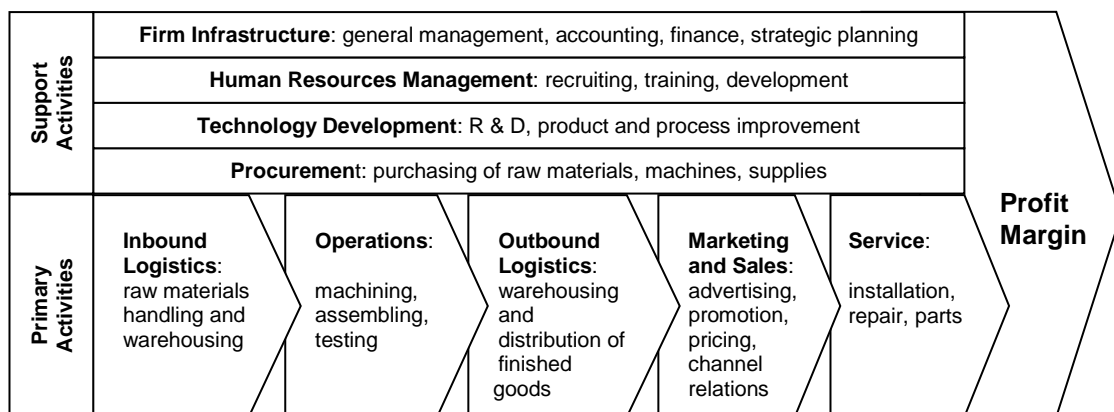 Support
Activities
Firm Infrastructure: general management, accounting, finance, strategic planning
Human Resources Management: recruiting, training, development
Technology Development: R & D, product and process improvement
Procurement: purchasing of raw materials, machines, supplies
Primary
Activities
Inbound
Logistics:
raw materials
handling and
warehousing
Operations:
machining,
assembling,
testing
Outbound
Logistics:
warehousing
and
distribution of
finished
goods
Marketing
and Sales:
advertising,
promotion,
pricing,
channel
relations
Service:
installation,
repair, parts
Profit
Margin